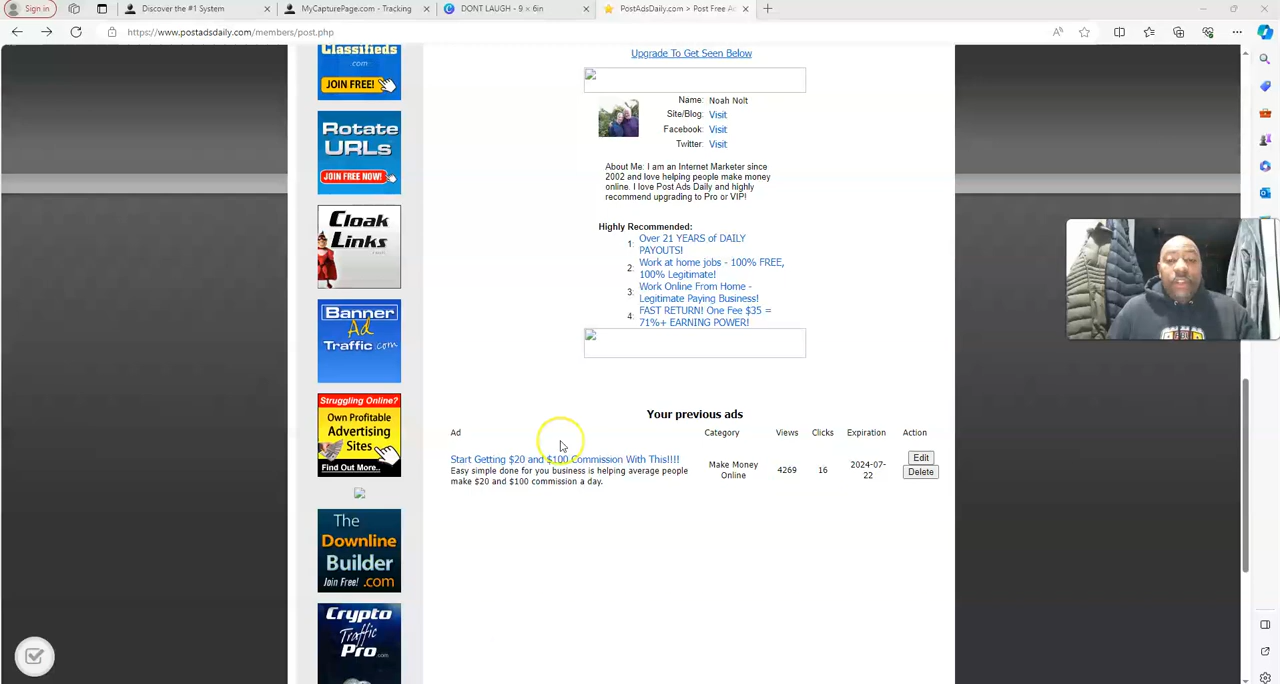 Sign in
Discover the #1 System
MyCapturePage.com - Tracking
DONT LAUGH - 9 × 6in
PostAdsDaily.com > Post Free Ac
https://www.postadsdaily.com/members/post.php
Classifieds
.com
JOIN FREE!
Rotate
URLs
JOIN FREE NOW!
Cloak
Links
.com
Banner
Ad
Traffic.com
Struggling Online?
Own Profitable
Advertising
Sites
Find Out More..
The
Downline
Builder
Join Free! .com
Crypto
Traffic
Pro.com
Upgrade To Get Seen Below
Name: Noah Nolt
Site/Blog: Visit
Facebook: Visit
Twitter: Visit
About Me: I am an Internet Marketer since
2002 and love helping people make money
online. I love Post Ads Daily and highly
recommend upgrading to Pro or VIP!
Highly Recommended:
1: Over 21 YEARS of DAILY
PAYOUTS!
2: Work at home jobs - 100% FREE,
100% Legitimate!
3: Work Online From Home -
Legitimate Paying Business!
4: FAST RETURN! One Fee $35 =
71%+ EARNING POWER!
Your previous ads
Ad Category Views Clicks Expiration Action
Start Getting $20 and $100 Commission With This!!!!
Easy simple done for you business is helping average people
make $20 and $100 commission a day.
Make Money
Online
4269
16
2024-07-
22
Edit
Delete